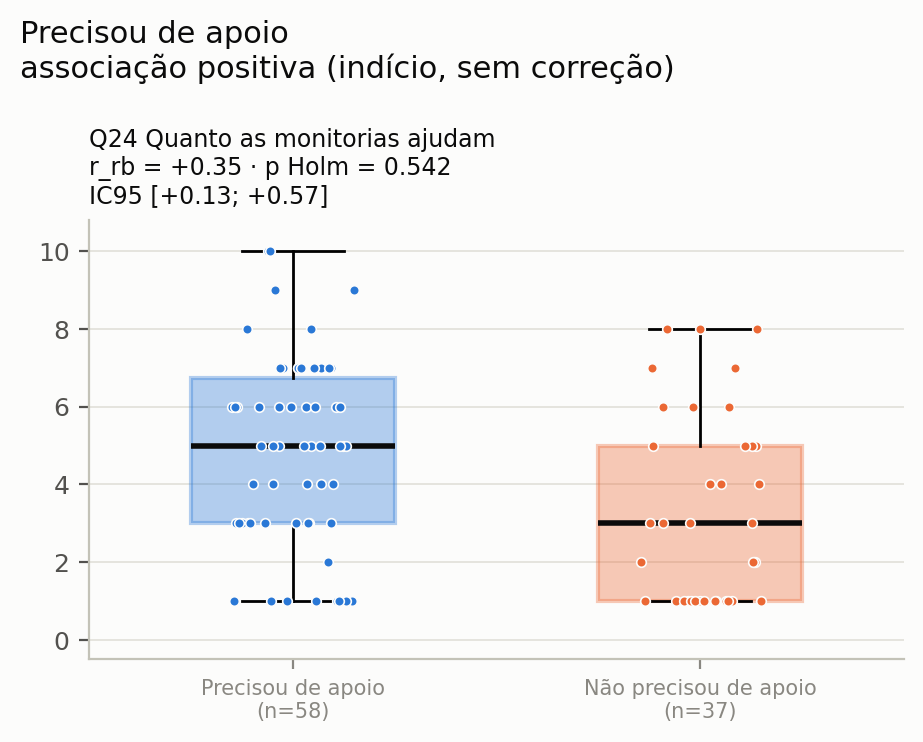 Precisou de apoio
associação positiva (indício, sem correção)
Q24 Quanto as monitorias ajudam
r_rb = +0.35 · p Holm = 0.542
IC95 [+0.13; +0.57]
10
8
6
4
2
0
Precisou de apoio
(n=58)
Não precisou de apoio
(n=37)